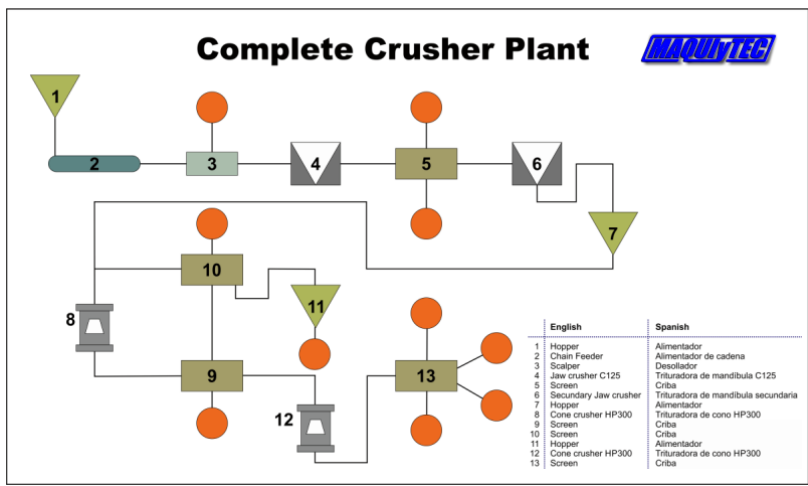 Complete Crusher Plant
MAQUIyTEC
1
2
3
4
5
6
7
8
10
11
9
12
13
English Spanish
1 Hopper Alimentador
2 Chain Feeder Alimentador de cadena
3 Scalper Desollador
4 Jaw crusher C125 Trituradora de mandíbula C125
5 Screen Criba
6 Secundary Jaw crusher Trituradora de mandíbula secundaria
7 Hopper Alimentador
8 Cone crusher HP300 Trituradora de cono HP300
9 Screen Criba
10 Screen Criba
11 Hopper Alimentador
12 Cone crusher HP300 Trituradora de cono HP300
13 Screen Criba